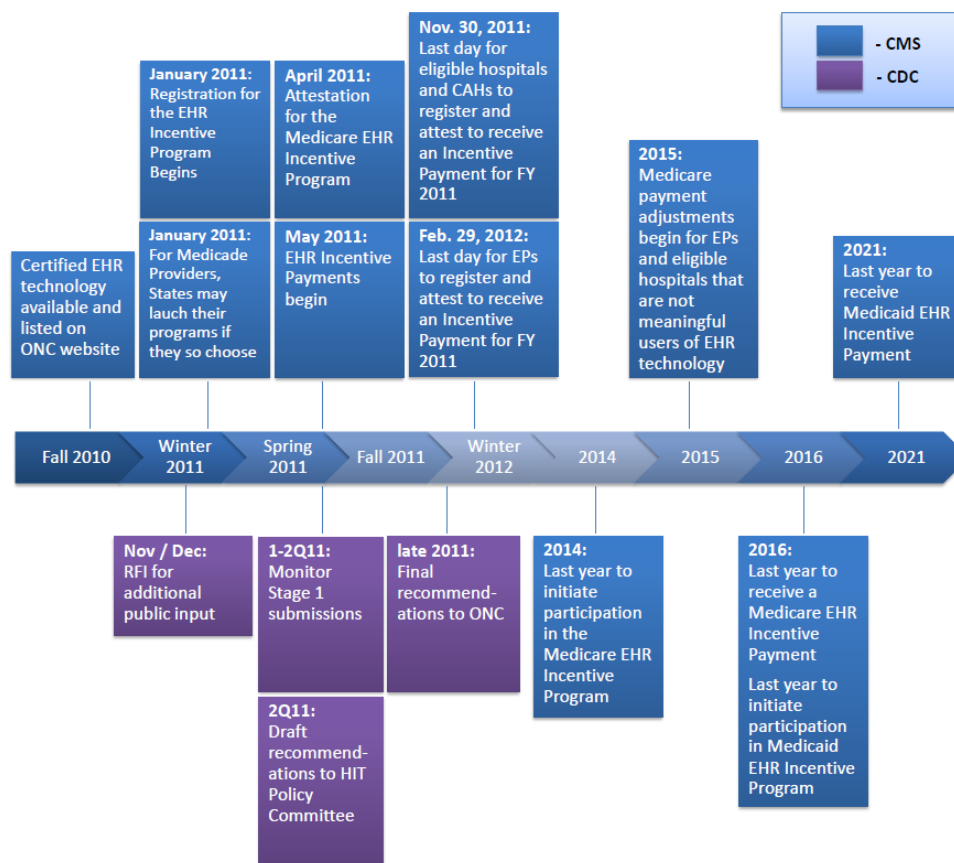 Nov. 30, 2011:
Last day for
eligible hospitals
and CAHs to
register and
attest to receive
an Incentive
Payment for FY
2011
- CMS
- CDC
January 2011:
Registration for
the EHR
Incentive
Program
Begins
April 2011:
Attestation
for the
Medicare EHR
Incentive
Program
2015:
Medicare
payment
adjustments
begin for EPs
and eligible
hospitals that
are not
meaningful
users of EHR
technology
Certified EHR
technology
available and
listed on
ONC website
January 2011:
For Medicade
Providers,
States may
lauch their
programs if
they so choose
May 2011:
EHR Incentive
Payments
begin
Feb. 29, 2012:
Last day for EPs
to register and
attest to receive
an Incentive
Payment for FY
2011
2021:
Last year to
receive
Medicaid EHR
Incentive
Payment
Fall 2010
Winter
2011
Spring
2011
Fall 2011
Winter
2012
2014
2015
2016
2021
Nov / Dec:
RFI for
additional
public input
1-2Q11:
Monitor
Stage 1
submissions
late 2011:
Final
recommend-
ations to ONC
2014:
Last year to
initiate
participation
in the
Medicare EHR
Incentive
Program
2016:
Last year to
receive a
Medicare EHR
Incentive
Payment
Last year to
initiate
participation
in Medicaid
EHR Incentive
Program
2Q11:
Draft
recommend-
ations to HIT
Policy
Committee